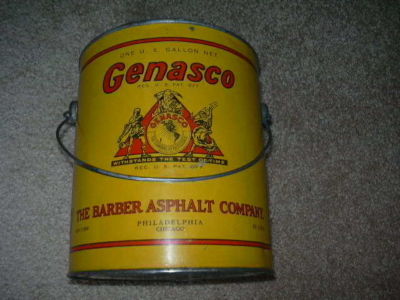 ONE U. S. GALLON NET
Genasco
REG. U. S. PAT. OFF.
GENASCO
WITHSTANDS THE TEST OF TIME
REG. U. S. PAT. OFF.
THE BARBER ASPHALT COMPANY.
PHILADELPHIA
CHICAGO